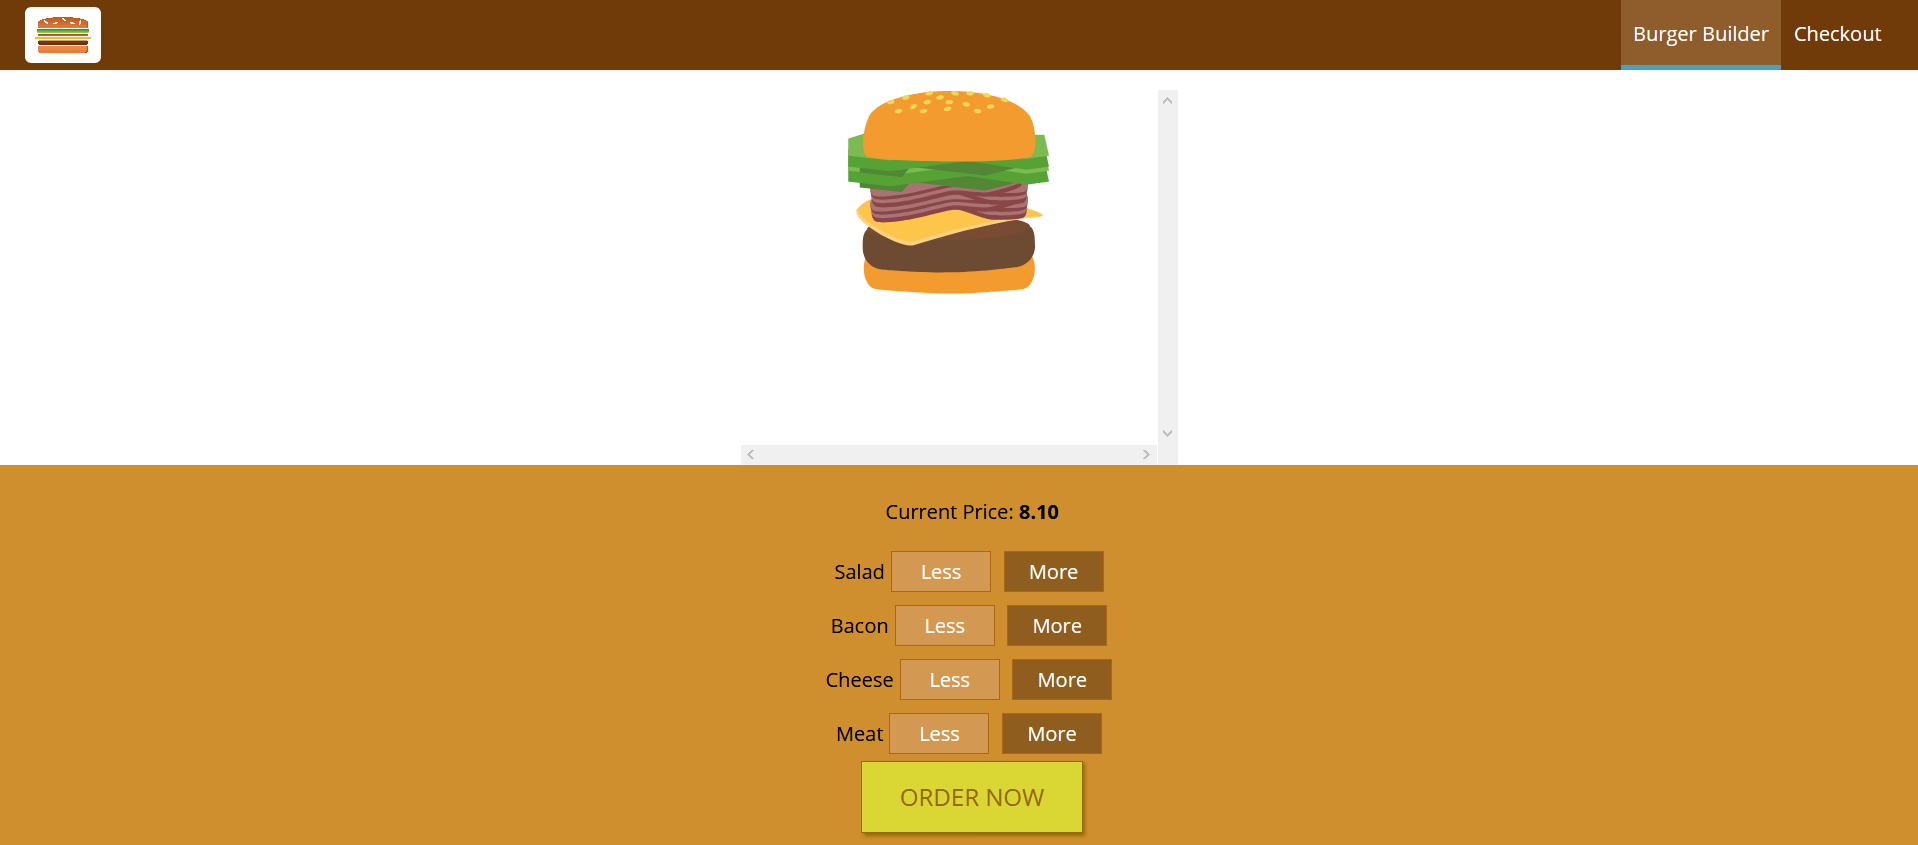 Burger Builder Checkout
Current Price: 8.10
Salad Less More
Bacon Less More
Cheese Less More
Meat Less More
ORDER NOW